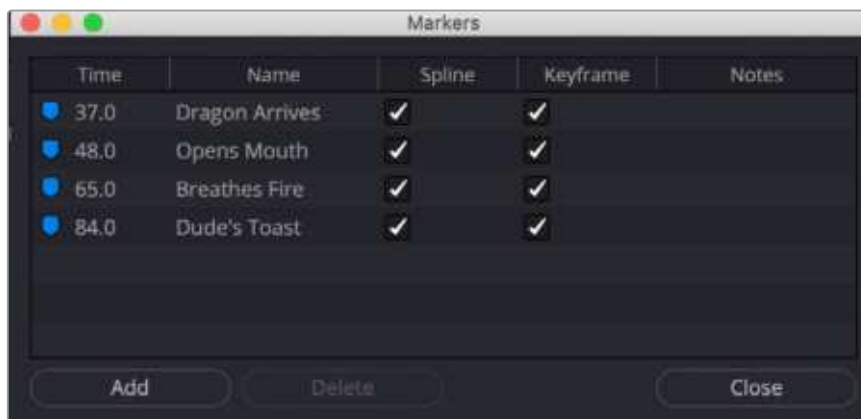 Markers
Time Name Spline Keyframe Notes
37.0 Dragon Arrives
48.0 Opens Mouth
65.0 Breathes Fire
84.0 Dude's Toast
Add Delete Close